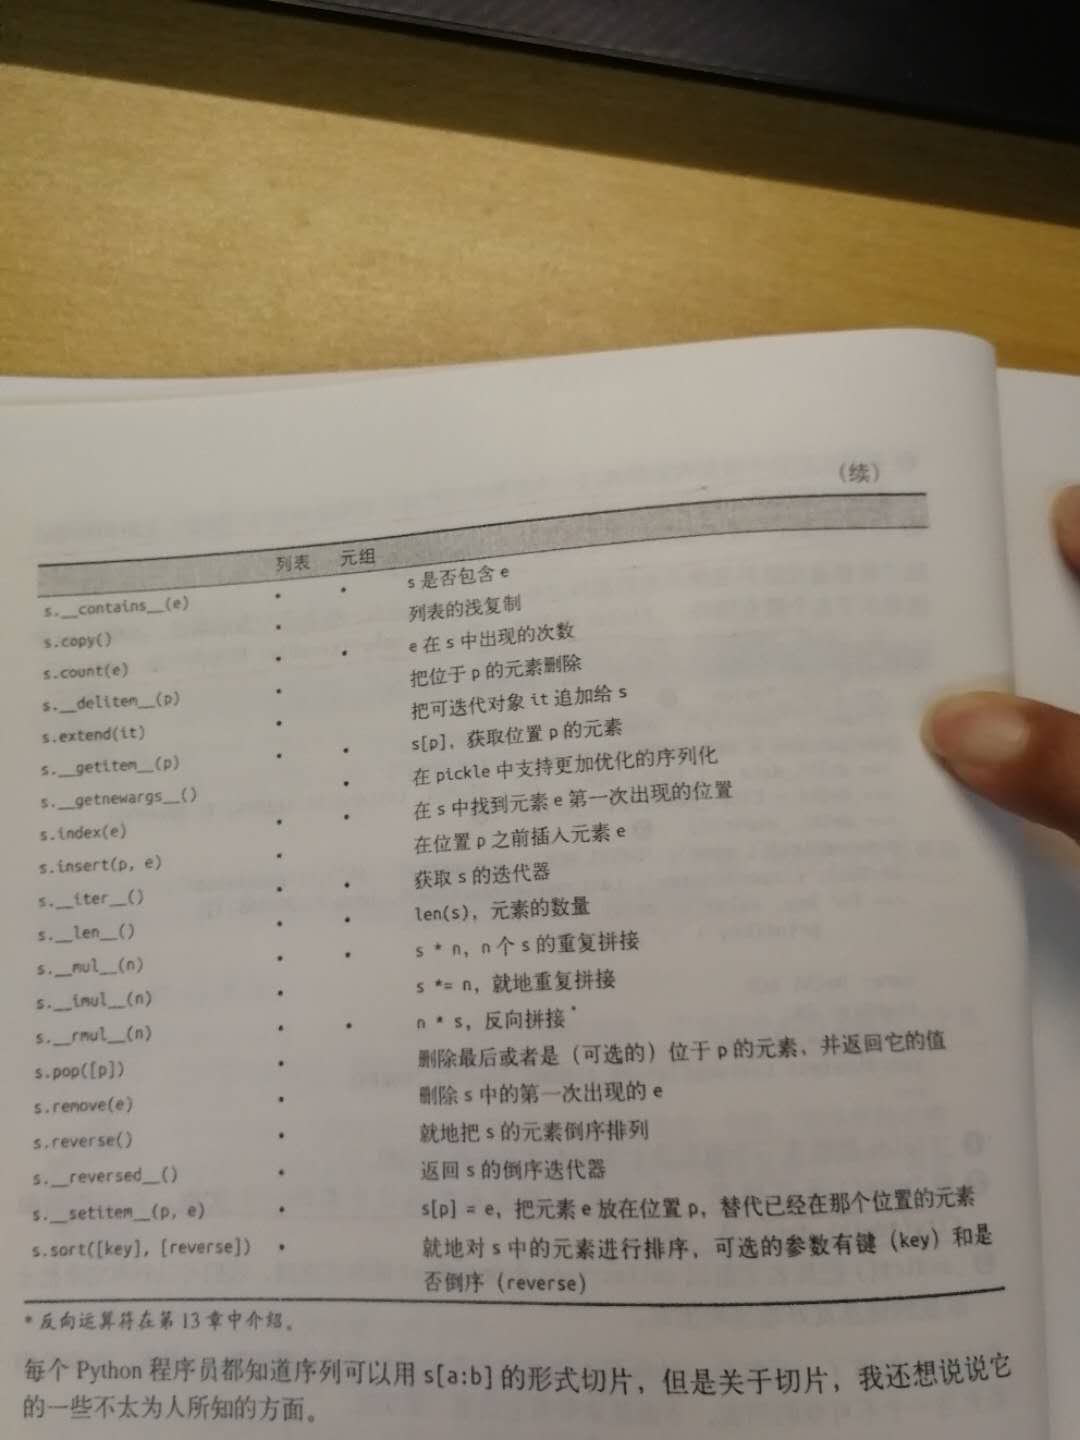 （续）
列表 元组
s.__contains__(e) • • s 是否包含 e
s.copy() • 列表的浅复制
s.count(e) • • e 在 s 中出现的次数
s.__delitem__(p) • 把位于 p 的元素删除
s.extend(it) • 把可迭代对象 it 追加给 s
s.__getitem__(p) • • s[p]，获取位置 p 的元素
s.__getnewargs__() • 在 pickle 中支持更加优化的序列化
s.index(e) • • 在 s 中找到元素 e 第一次出现的位置
s.insert(p, e) • 在位置 p 之前插入元素 e
s.__iter__() • • 获取 s 的迭代器
s.__len__() • • len(s)，元素的数量
s.__mul__(n) • • s * n，n 个 s 的重复拼接
s.__imul__(n) • s *= n，就地重复拼接
s.__rmul__(n) • • n * s，反向拼接*
s.pop([p]) • 删除最后或者是（可选的）位于 p 的元素，并返回它的值
s.remove(e) • 删除 s 中的第一次出现的 e
s.reverse() • 就地把 s 的元素倒序排列
s.__reversed__() • 返回 s 的倒序迭代器
s.__setitem__(p, e) • s[p] = e，把元素 e 放在位置 p，替代已经在那个位置的元素
s.sort([key], [reverse]) • 就地对 s 中的元素进行排序，可选的参数有键（key）和是
否倒序（reverse）
* 反向运算符在第 13 章中介绍。
每个 Python 程序员都知道序列可以用 s[a:b] 的形式切片，但是关于切片，我还想说说它
的一些不太为人所知的方面。